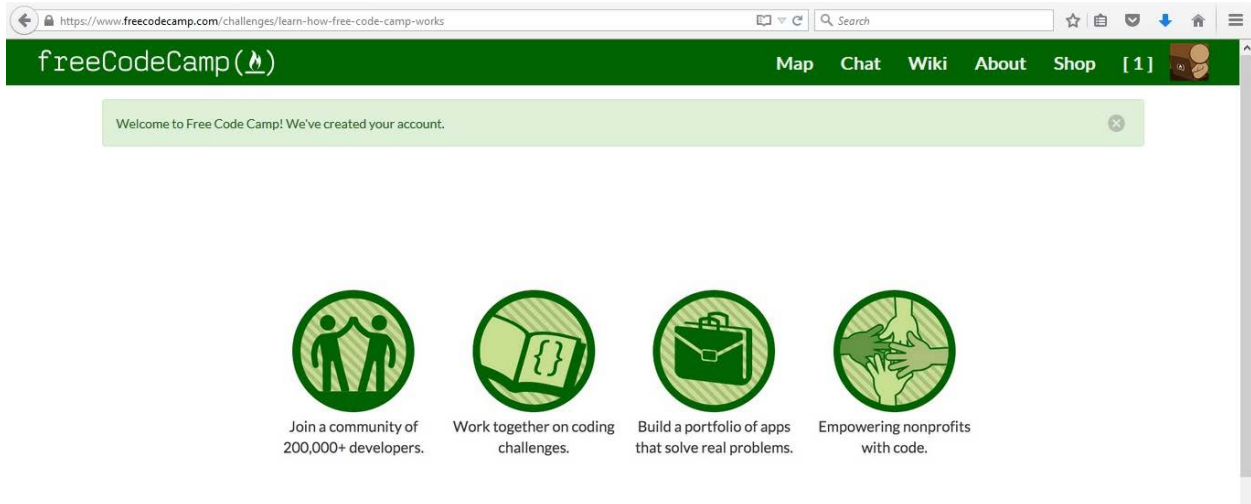 https://www.freecodecamp.com/challenges/learn-how-free-code-camp-works
Search
freeCodeCamp()
Map Chat Wiki About Shop [ 1 ]
Welcome to Free Code Camp! We've created your account.
{ }
Join a community of 200,000+ developers.
Work together on coding challenges.
Build a portfolio of apps that solve real problems.
Empowering nonprofits with code.